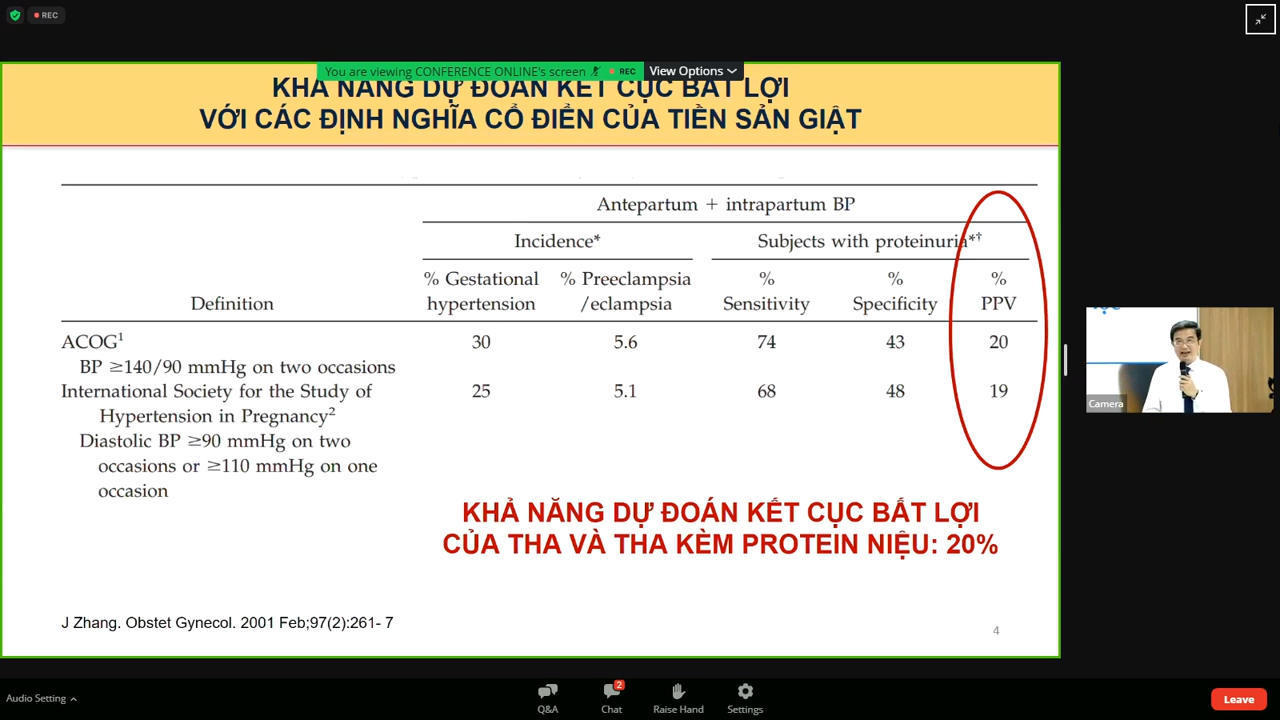 REC
You are viewing CONFERENCE ONLINE's screen
REC
View Options
KHẢ NĂNG DỰ ĐOÁN KẾT CỤC BẤT LỢI
VỚI CÁC ĐỊNH NGHĨA CỔ ĐIỂN CỦA TIỀN SẢN GIẬT
Antepartum + intrapartum BP
Incidence*
Subjects with proteinuria*†
Definition
% Gestational hypertension
% Preeclampsia /eclampsia
% Sensitivity
% Specificity
% PPV
ACOG¹ 30 5.6 74 43 20
BP ≥140/90 mmHg on two occasions
International Society for the Study of 25 5.1 68 48 19
Hypertension in Pregnancy²
Diastolic BP ≥90 mmHg on two
occasions or ≥110 mmHg on one
occasion
KHẢ NĂNG DỰ ĐOÁN KẾT CỤC BẤT LỢI
CỦA THA VÀ THA KÈM PROTEIN NIỆU: 20%
J Zhang. Obstet Gynecol. 2001 Feb;97(2):261- 7
4
Camera
Audio Setting
Q&A
2
Chat
Raise Hand
Settings
Leave